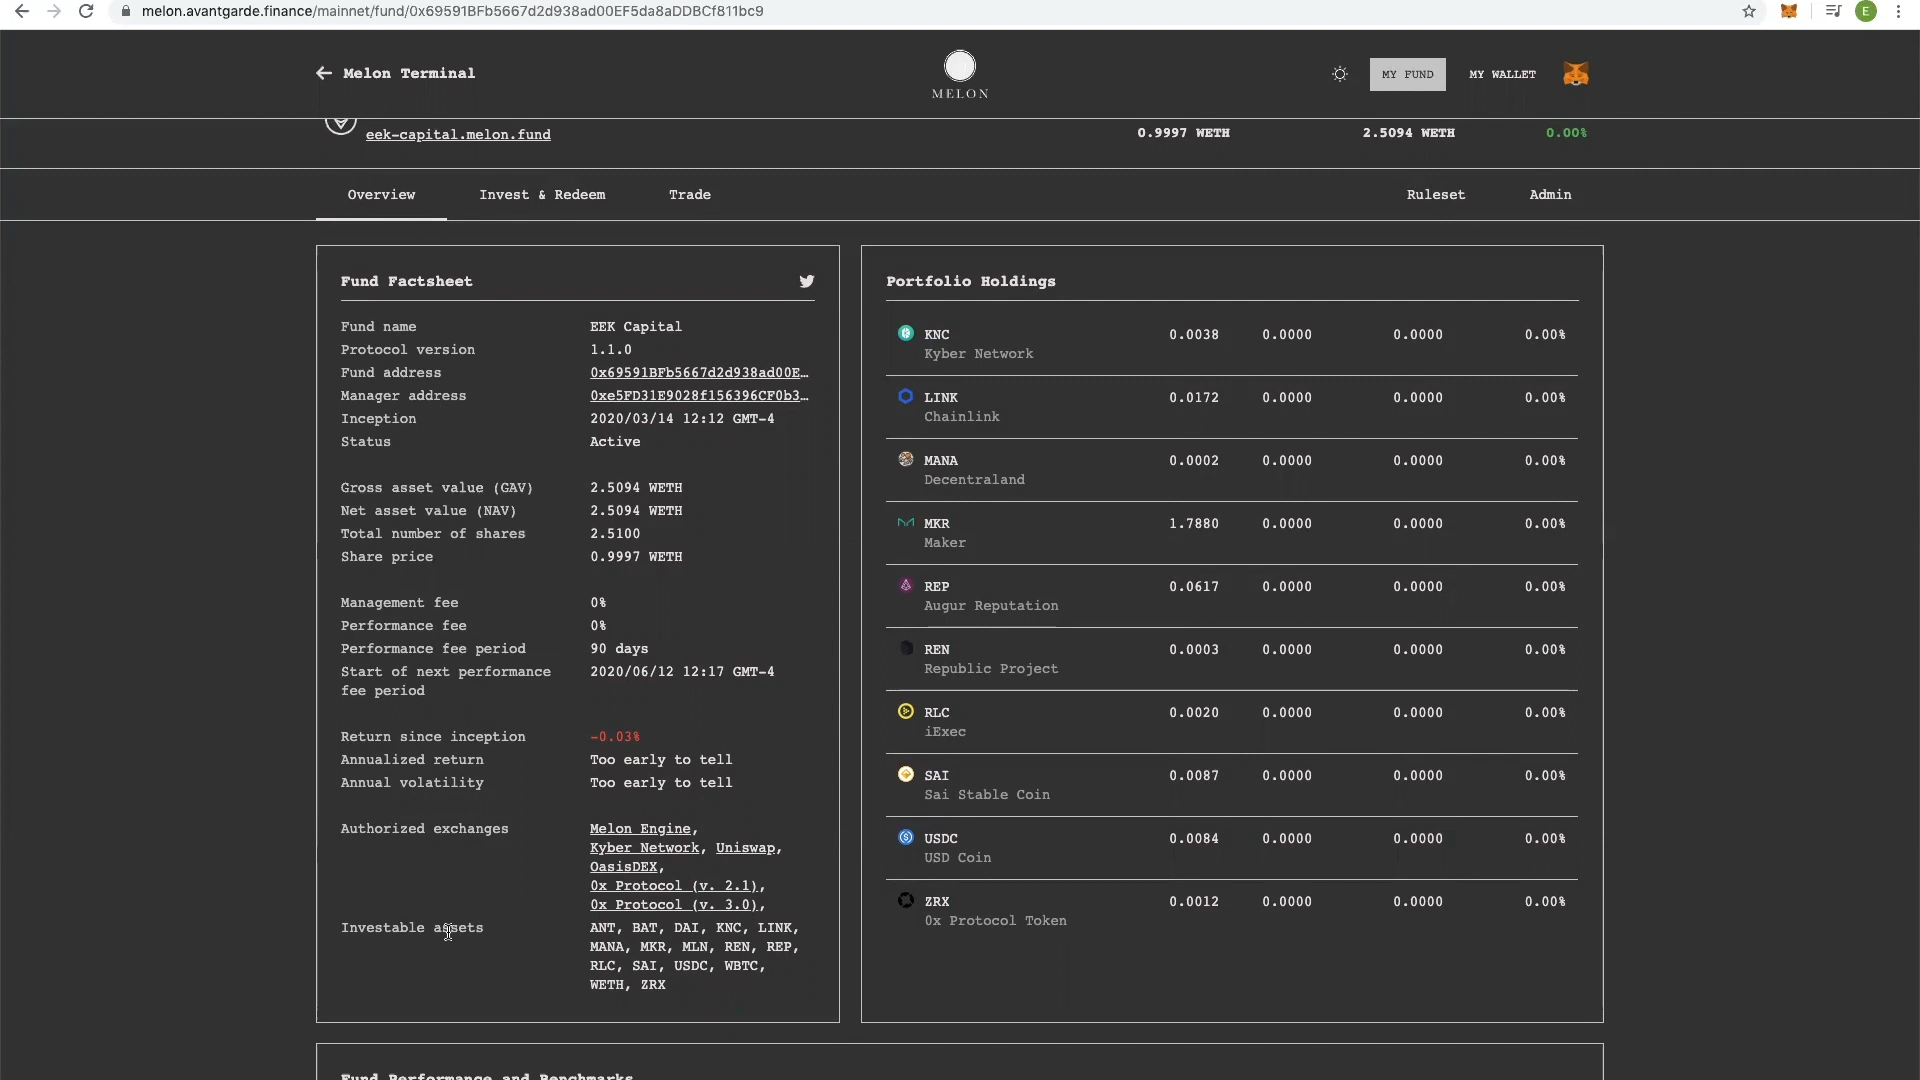 melon.avantgarde.finance/mainnet/fund/0x69591BFb5667d2d938ad00EF5da8aDDBCf811bc9
E
Melon Terminal
MELON
MY FUND
MY WALLET
eek-capital.melon.fund
0.9997 WETH
2.5094 WETH
0.00%
Overview
Invest & Redeem
Trade
Ruleset
Admin
Fund Factsheet
Fund name EEK Capital
Protocol version 1.1.0
Fund address 0x69591BFb5667d2d938ad00E…
Manager address 0xe5FD31E9028f156396CF0b3…
Inception 2020/03/14 12:12 GMT-4
Status Active
Gross asset value (GAV) 2.5094 WETH
Net asset value (NAV) 2.5094 WETH
Total number of shares 2.5100
Share price 0.9997 WETH
Management fee 0%
Performance fee 0%
Performance fee period 90 days
Start of next performance 2020/06/12 12:17 GMT-4
fee period
Return since inception -0.03%
Annualized return Too early to tell
Annual volatility Too early to tell
Authorized exchanges Melon Engine,
Kyber Network, Uniswap,
OasisDEX,
0x Protocol (v. 2.1),
0x Protocol (v. 3.0),
Investable assets ANT, BAT, DAI, KNC, LINK,
MANA, MKR, MLN, REN, REP,
RLC, SAI, USDC, WBTC,
WETH, ZRX
Portfolio Holdings
KNC 0.0038 0.0000 0.0000 0.00%
Kyber Network
LINK 0.0172 0.0000 0.0000 0.00%
Chainlink
MANA 0.0002 0.0000 0.0000 0.00%
Decentraland
MKR 1.7880 0.0000 0.0000 0.00%
Maker
REP 0.0617 0.0000 0.0000 0.00%
Augur Reputation
REN 0.0003 0.0000 0.0000 0.00%
Republic Project
RLC 0.0020 0.0000 0.0000 0.00%
iExec
SAI 0.0087 0.0000 0.0000 0.00%
Sai Stable Coin
USDC 0.0084 0.0000 0.0000 0.00%
USD Coin
ZRX 0.0012 0.0000 0.0000 0.00%
0x Protocol Token
Fund Performance and Benchmarks